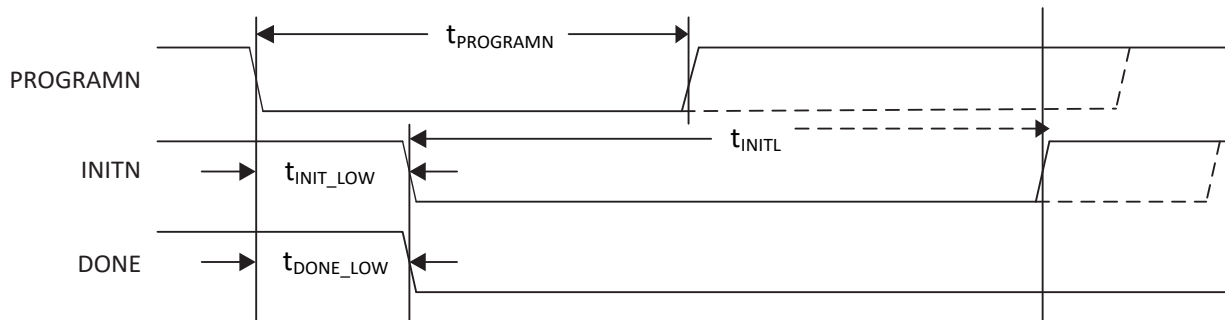 tPROGRAMN
PROGRAMN
tINITL
INITN
tINIT_LOW
DONE
tDONE_LOW